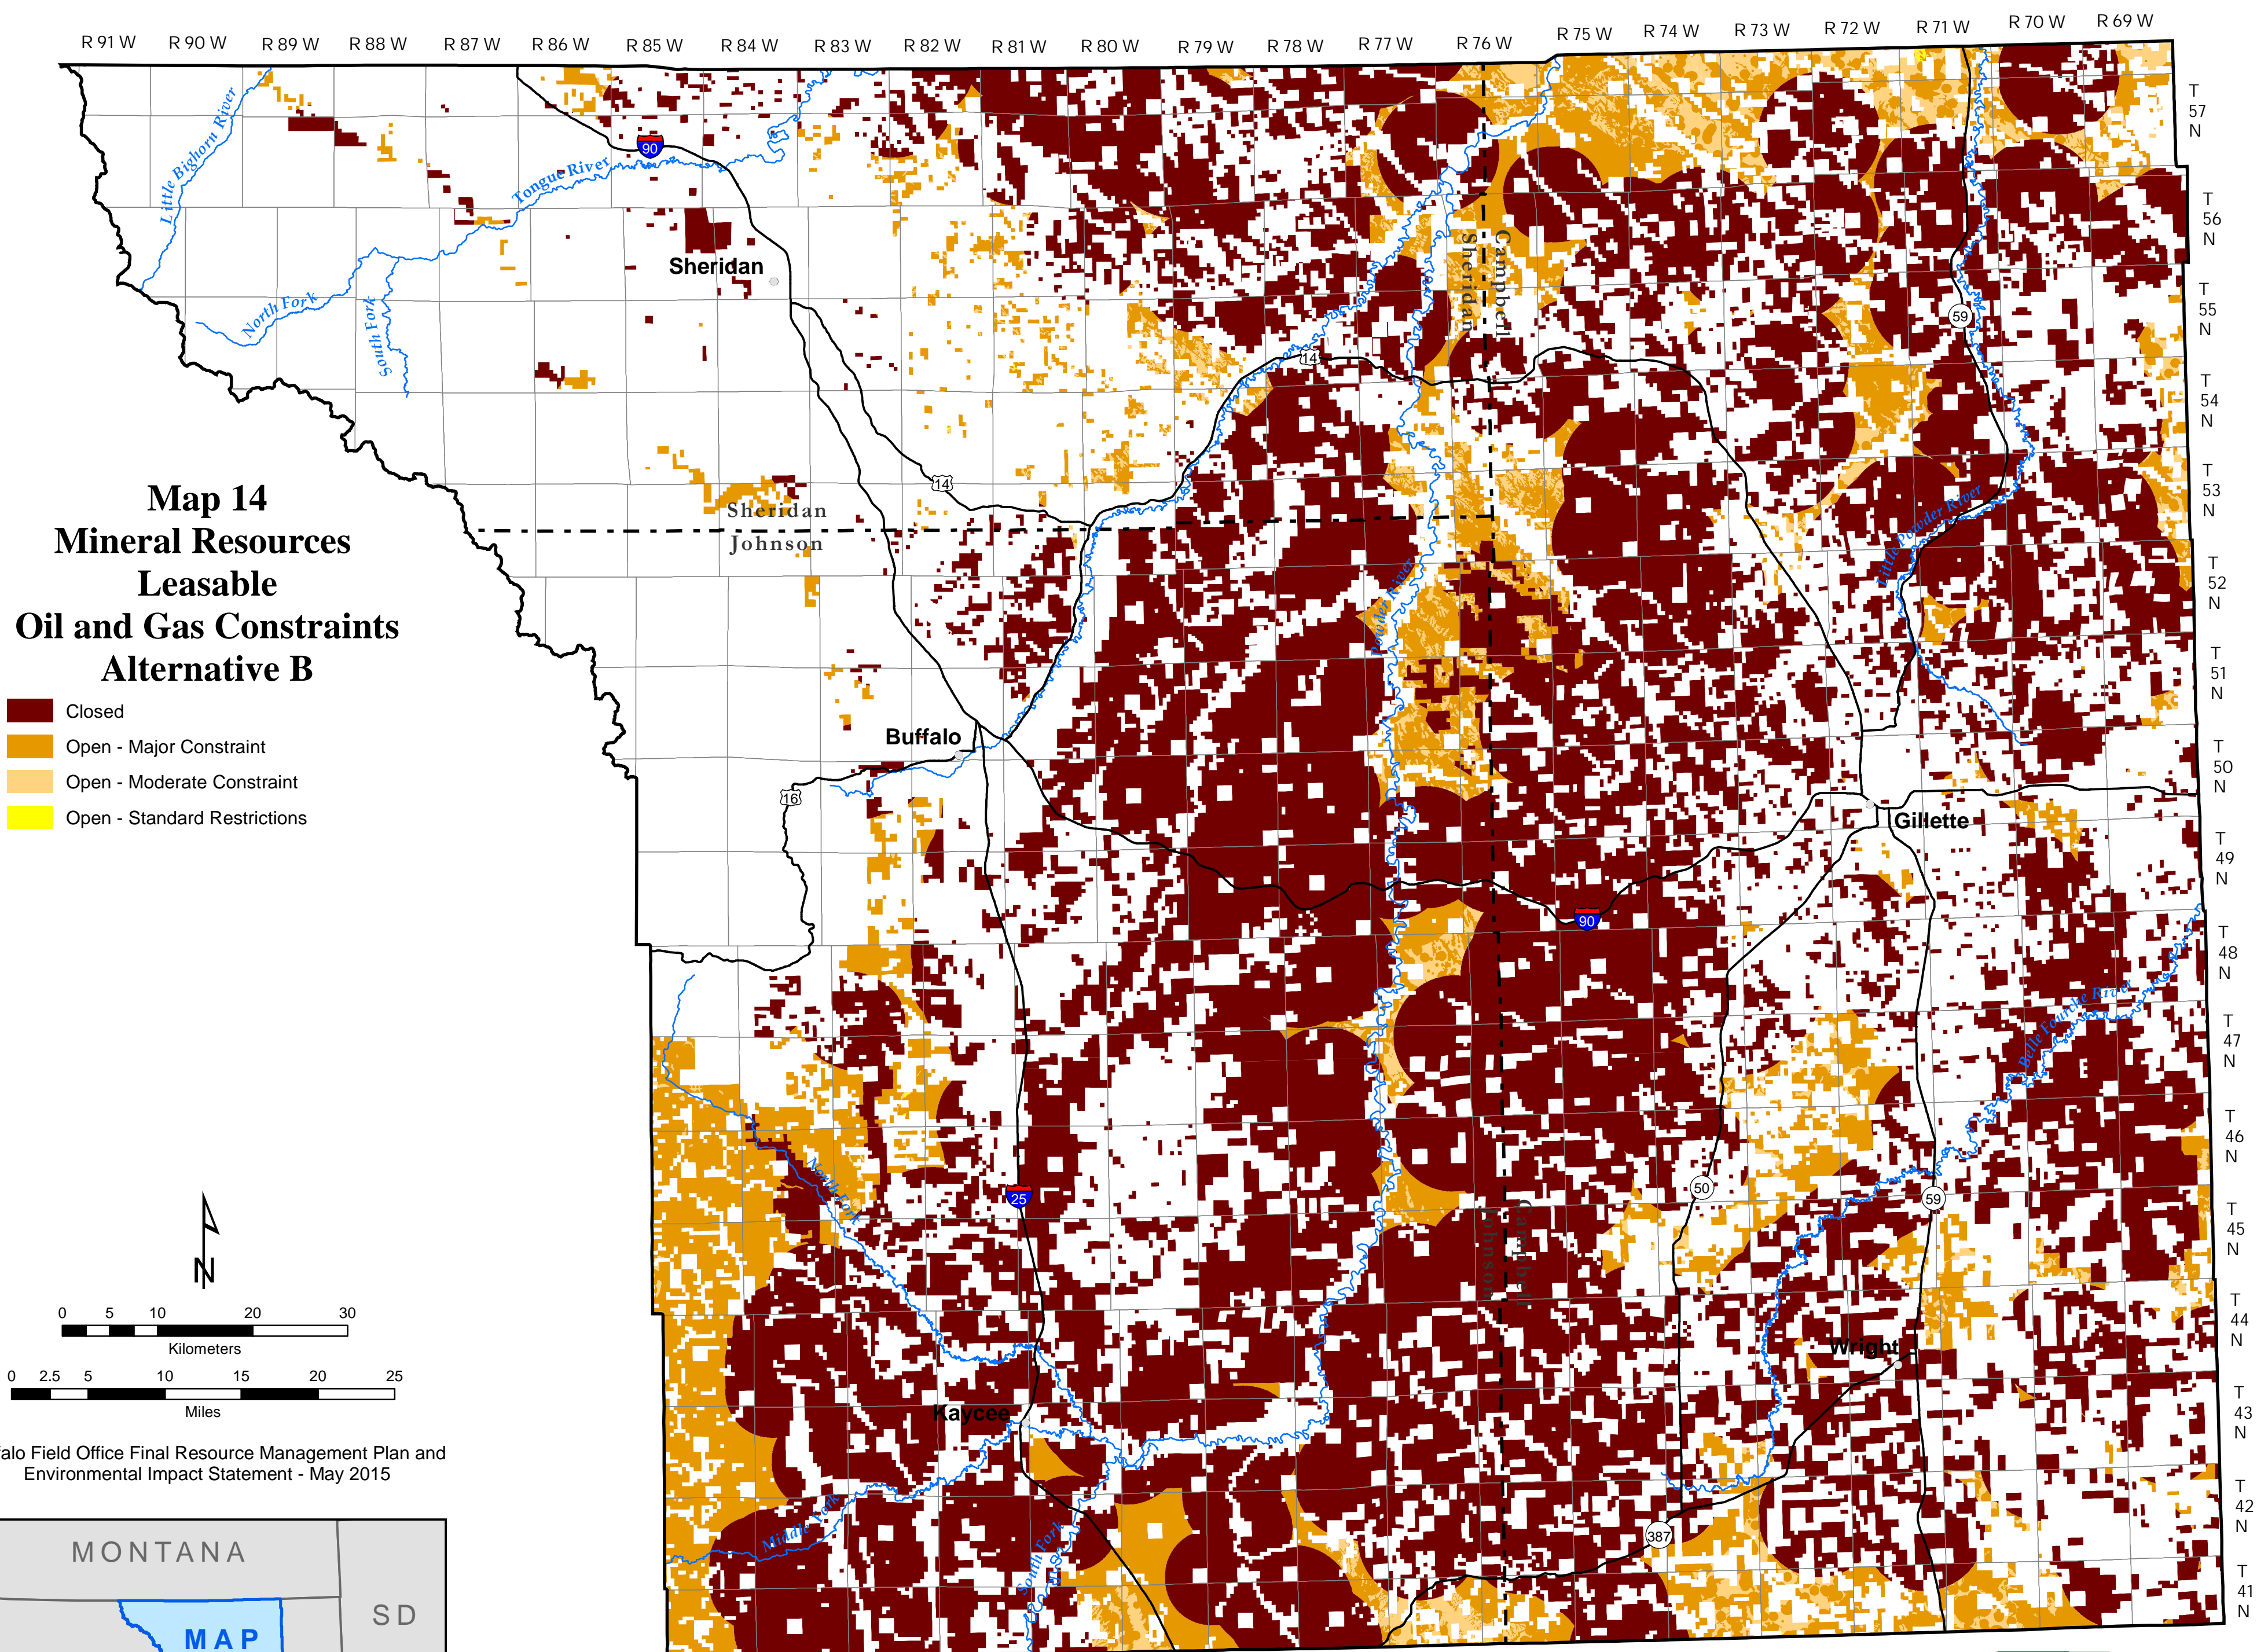 R 91 W R 90 W R 89 W R 88 W R 87 W R 86 W R 85 W R 84 W R 83 W R 82 W R 81 W R 80 W R 79 W R 78 W R 77 W R 76 W R 75 W R 74 W R 73 W R 72 W R 71 W R 70 W R 69 W
T
57
N
T
56
N
T
55
N
T
54
N
T
53
N
T
52
N
T
51
N
T
50
N
T
49
N
T
48
N
T
47
N
T
46
N
T
45
N
T
44
N
T
43
N
T
42
N
T
41
N
Little Bighorn River
90
Tongue River
Sheridan
North Fork
South Fork
Campbell
Sheridan
59
14
14
Sheridan
Johnson
Powder River
Little Powder River
Buffalo
16
Gillette
90
Belle Fourche River
North Fork
25
50
59
Campbell
Johnson
Wright
Kaycee
Middle Fork
South Fork
387
Map 14
Mineral Resources
Leasable
Oil and Gas Constraints
Alternative B
Closed
Open - Major Constraint
Open - Moderate Constraint
Open - Standard Restrictions
N
0 5 10 20 30
Kilometers
0 2.5 5 10 15 20 25
Miles
alo Field Office Final Resource Management Plan and
Environmental Impact Statement - May 2015
MONTANA
SD
MAP